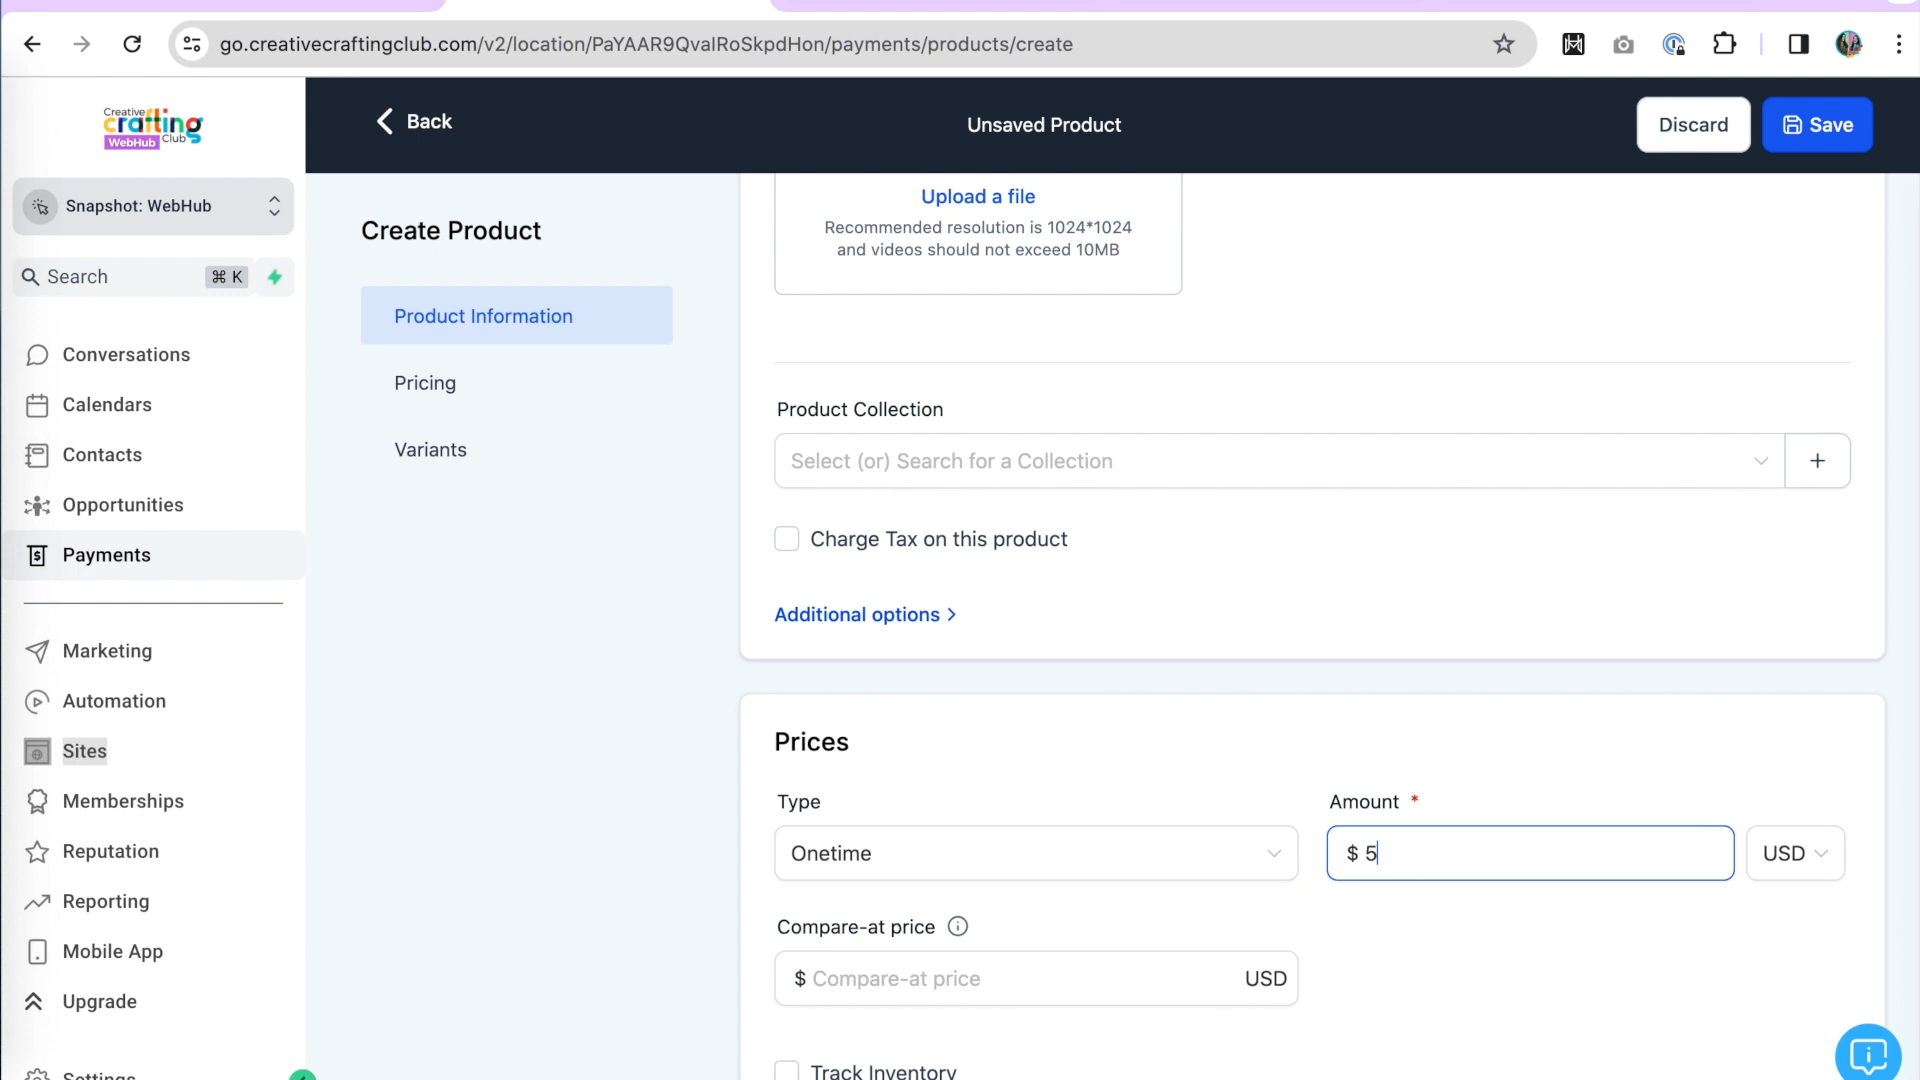 go.creativecraftingclub.com/v2/location/PaYAAR9QvaIRoSkpdHon/payments/products/create
Creative
crafting
WebHub Club
Back
Unsaved Product
Discard
Save
Snapshot: WebHub
Search
⌘ K
Conversations
Calendars
Contacts
Opportunities
Payments
Marketing
Automation
Sites
Memberships
Reputation
Reporting
Mobile App
Upgrade
Settings
Create Product
Product Information
Pricing
Variants
Upload a file
Recommended resolution is 1024*1024
and videos should not exceed 10MB
Product Collection
Select (or) Search for a Collection
+
Charge Tax on this product
Additional options >
Prices
Type
Amount *
Onetime
$ 5
USD
Compare-at price
$ Compare-at price
USD
Track Inventory